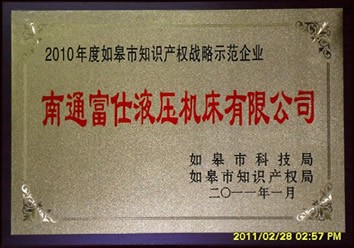 2010年度如皋市知识产权战略示范企业
南通富仕液压机床有限公司
如皋市科技局
如皋市知识产权局
二〇一一年一月
2011/02/28 02:57 PM